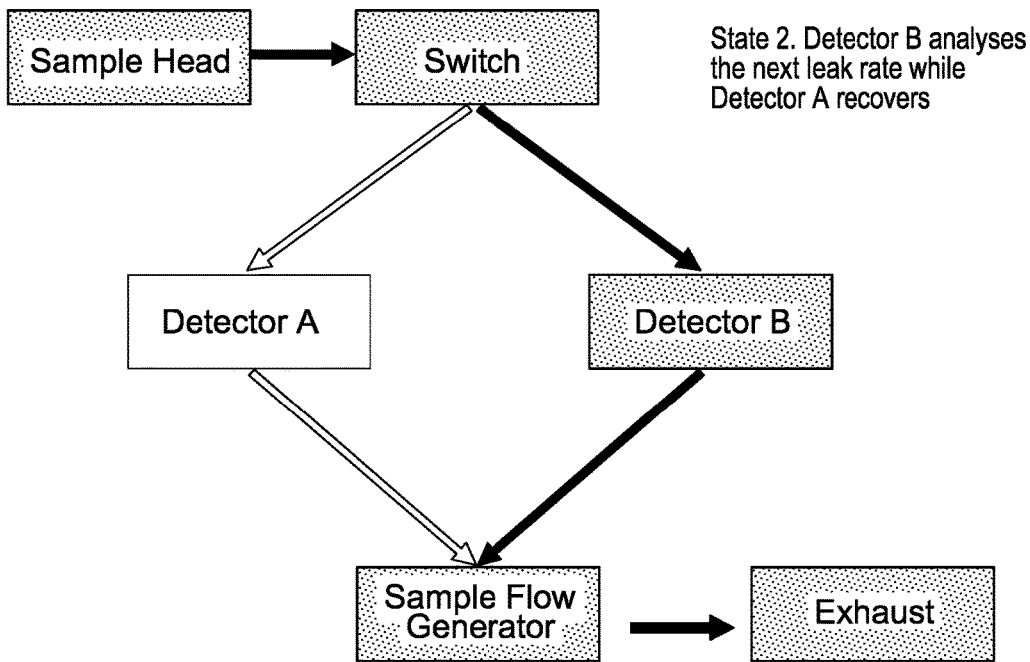 Sample Head
Switch
State 2. Detector B analyses
the next leak rate while
Detector A recovers
Detector A
Detector B
Sample Flow
Generator
Exhaust